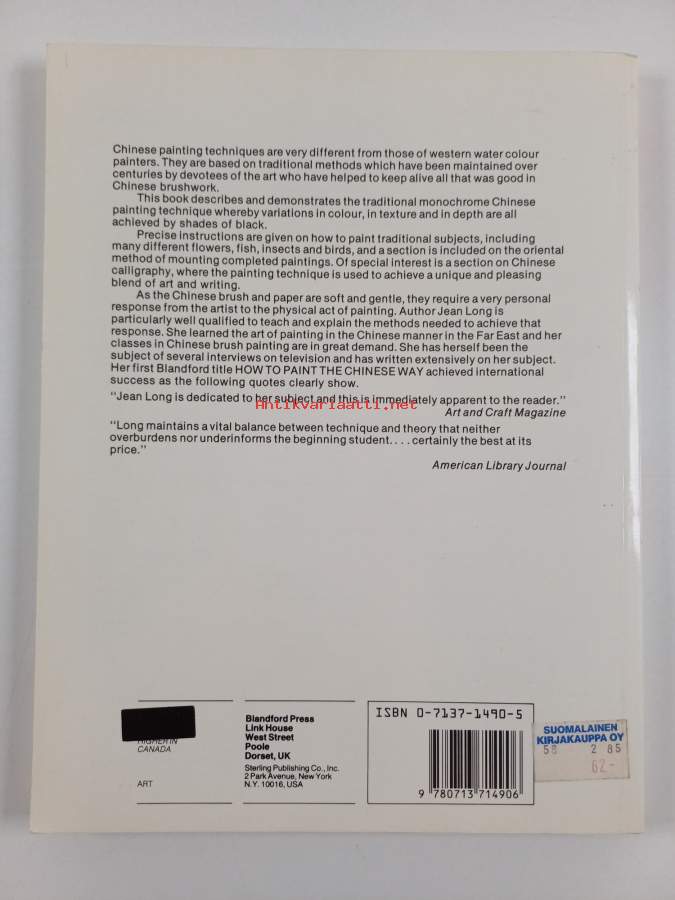 Chinese painting techniques are very different from those of western water colour
painters. They are based on traditional methods which have been maintained over
centuries by devotees of the art who have helped to keep alive all that was good in
Chinese brushwork.
This book describes and demonstrates the traditional monochrome Chinese
painting technique whereby variations in colour, in texture and in depth are all
achieved by shades of black.
Precise instructions are given on how to paint traditional subjects, including
many different flowers, fish, insects and birds, and a section is included on the oriental
method of mounting completed paintings. Of special interest is a section on Chinese
calligraphy, where the painting technique is used to achieve a unique and pleasing
blend of art and writing.
As the Chinese brush and paper are soft and gentle, they require a very personal
response from the artist to the physical act of painting. Author Jean Long is
particularly well qualified to teach and explain the methods needed to achieve that
response. She learned the art of painting in the Chinese manner in the Far East and her
classes in Chinese brush painting are in great demand. She has herself been the
subject of several interviews on television and has written extensively on her subject.
Her first Blandford title HOW TO PAINT THE CHINESE WAY achieved international
success as the following quotes clearly show.
"Jean Long is dedicated to her subject and this is immediately apparent to the reader."
Antikvariaatti.net
Art and Craft Magazine
"Long maintains a vital balance between technique and theory that neither
overburdens nor underinforms the beginning student.... certainly the best at its
price."
American Library Journal
HIGHER IN
CANADA
ART
Blandford Press
Link House
West Street
Poole
Dorset, UK
Sterling Publishing Co., Inc.
2 Park Avenue, New York
N.Y. 10016, USA
ISBN 0-7137-1490-5
9 780713 714906
SUOMALAINEN
KIRJAKAUPPA OY
58 2 85
62-